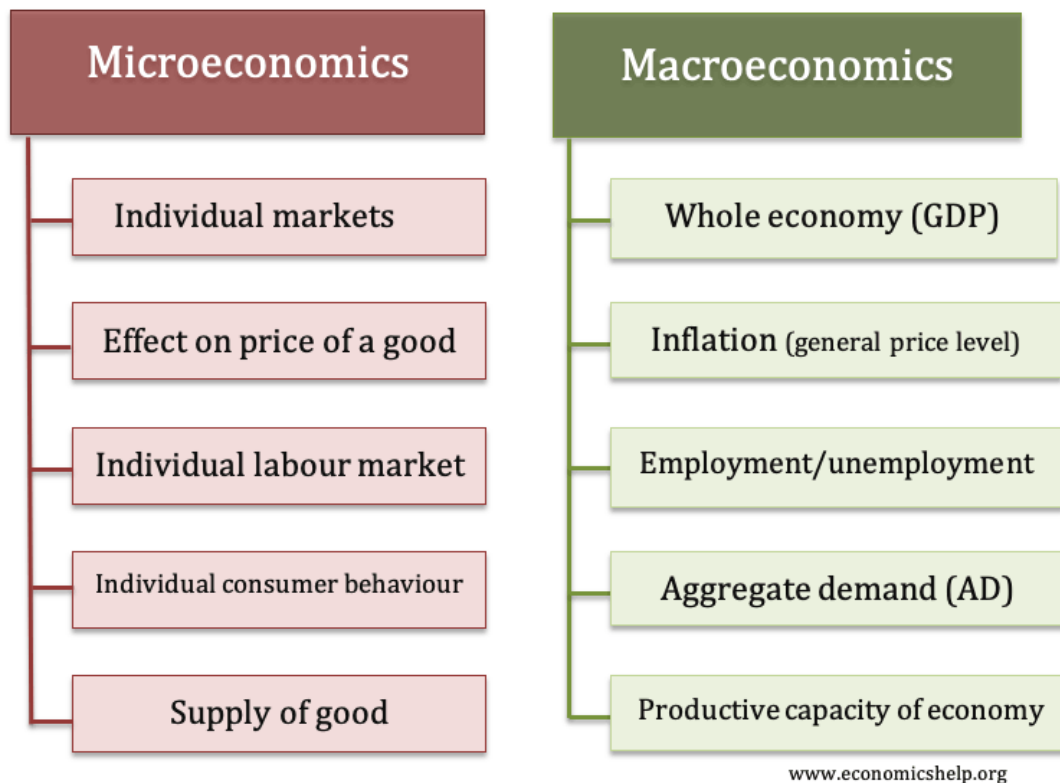 Microeconomics
Individual markets
Effect on price of a good
Individual labour market
Individual consumer behaviour
Supply of good
Macroeconomics
Whole economy (GDP)
Inflation (general price level)
Employment/unemployment
Aggregate demand (AD)
Productive capacity of economy
www.economicshelp.org